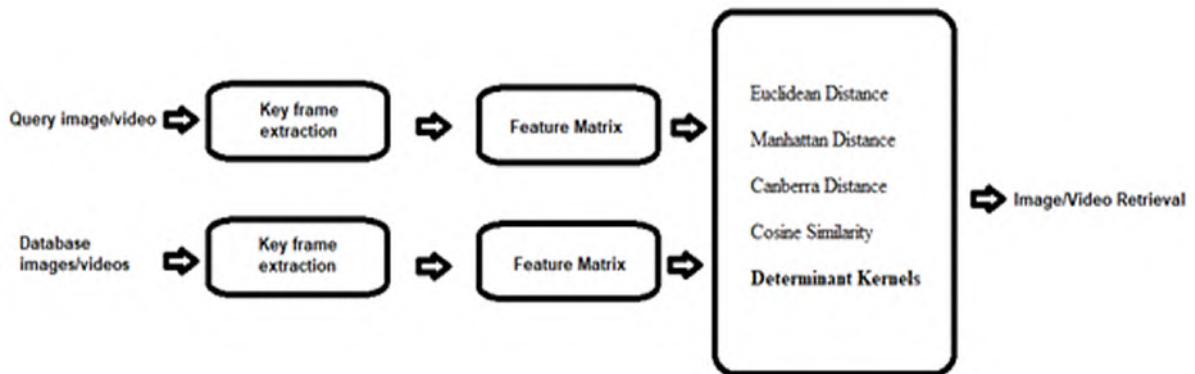 Query image/video
Key frame
extraction
Feature Matrix
Database
images/videos
Key frame
extraction
Feature Matrix
Euclidean Distance
Manhattan Distance
Canberra Distance
Cosine Similarity
Determinant Kernels
Image/Video Retrieval